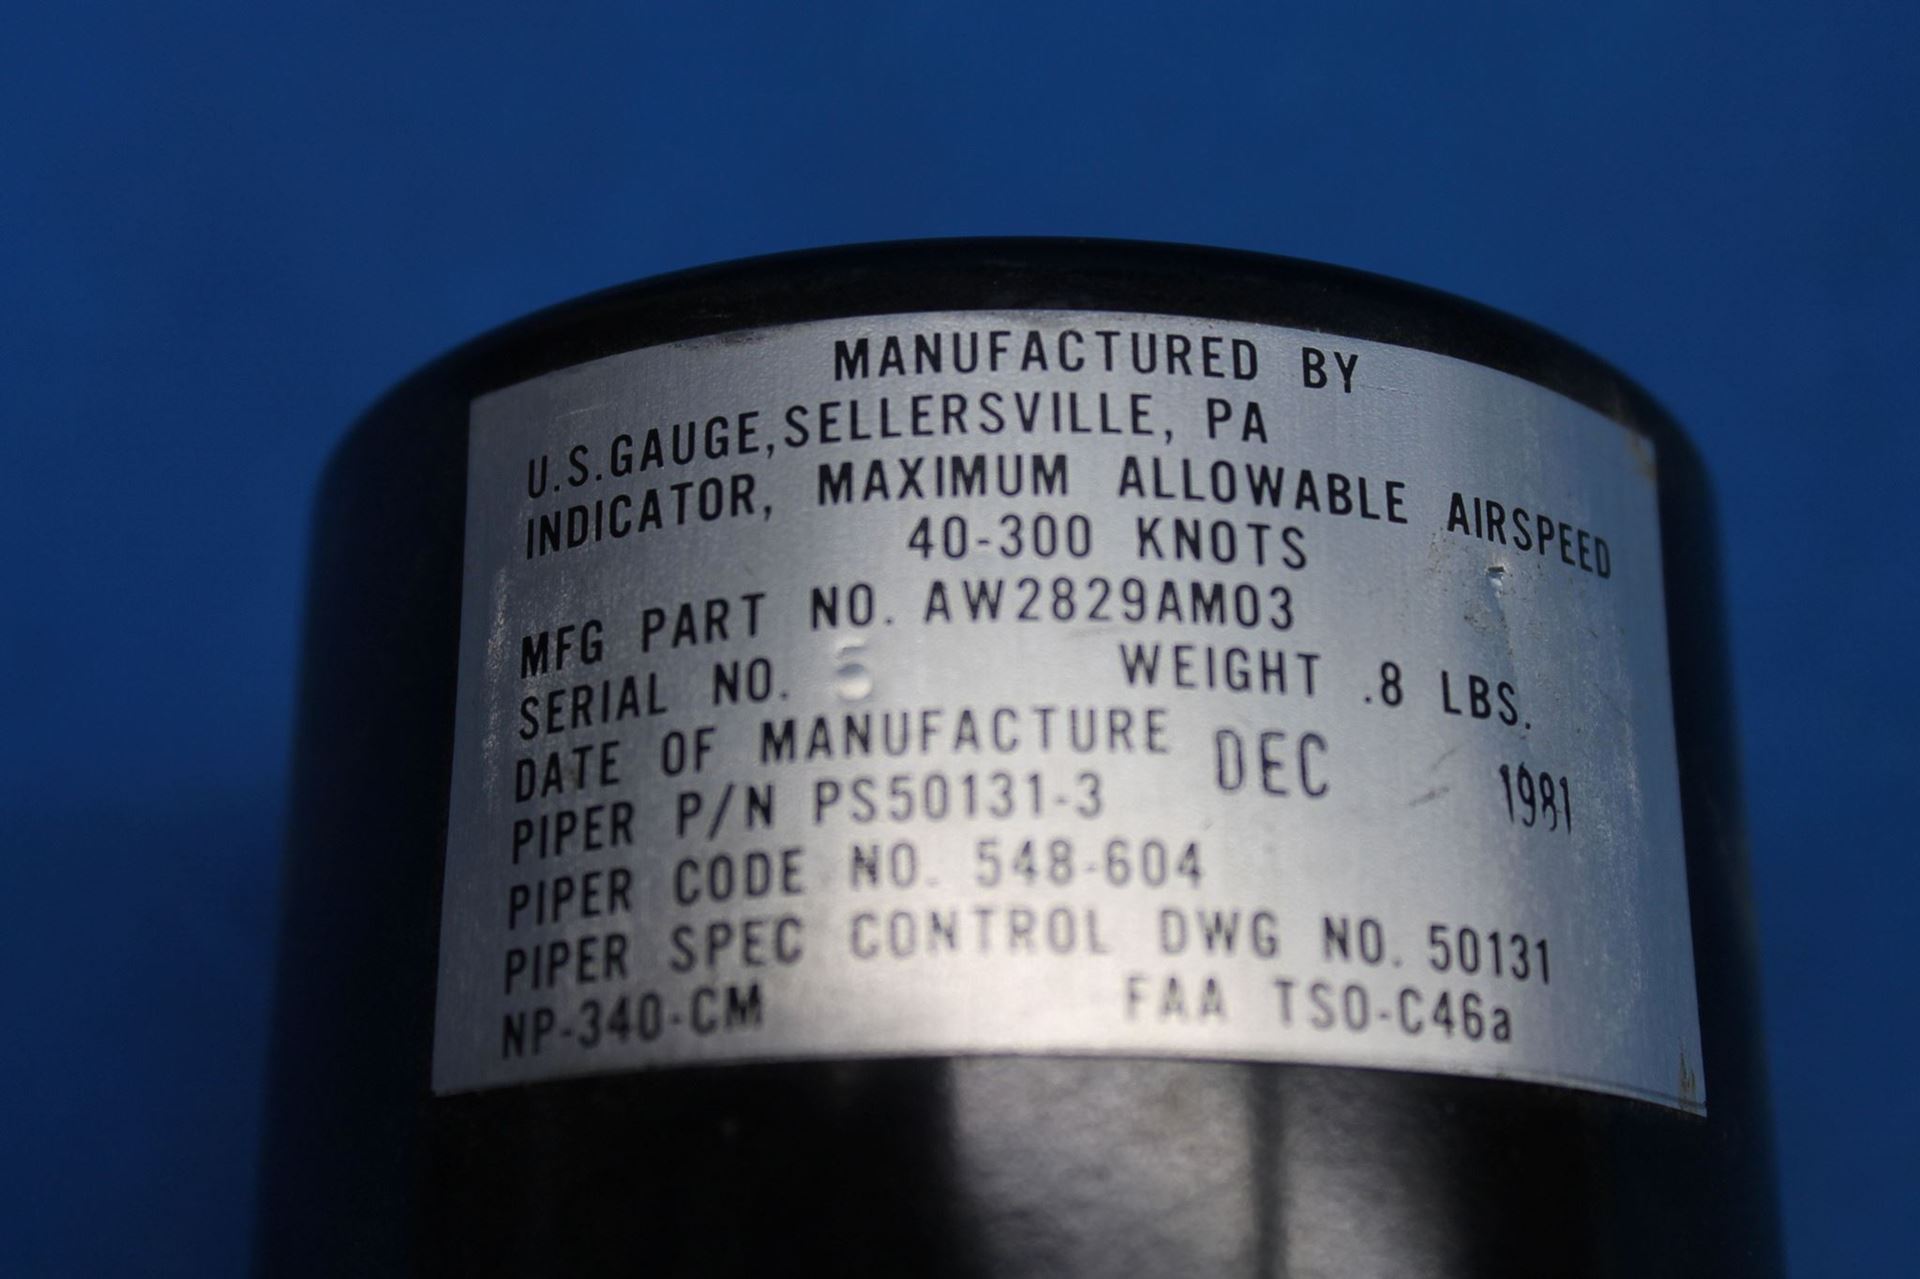 MANUFACTURED BY
U.S.GAUGE, SELLERSVILLE, PA
INDICATOR, MAXIMUM ALLOWABLE AIRSPEED
40-300 KNOTS
MFG PART NO. AW2829AM03
SERIAL NO. 5 WEIGHT .8 LBS.
DATE OF MANUFACTURE DEC 1981
PIPER P/N PS50131-3
PIPER CODE NO. 548-604
PIPER SPEC CONTROL DWG NO. 50131
NP-340-CM FAA TSO-C46a